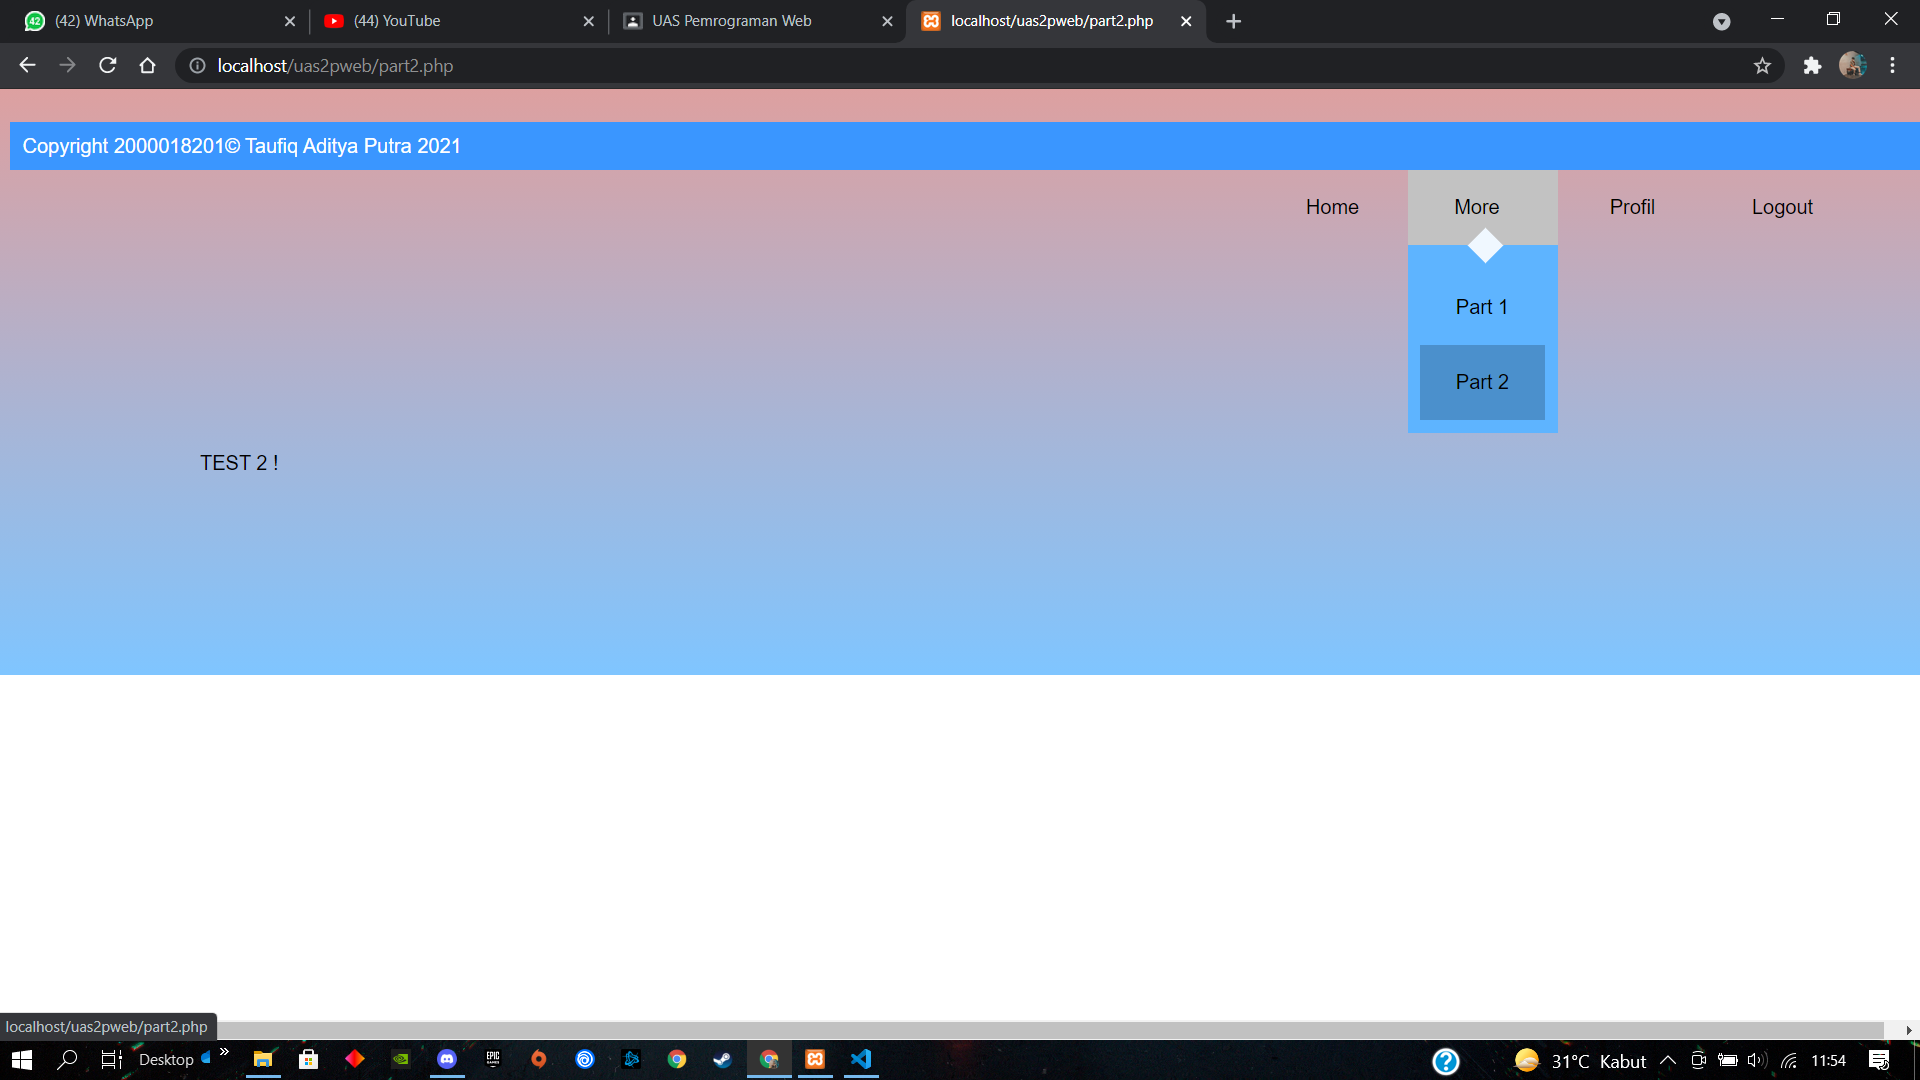 (42) WhatsApp
(44) YouTube
UAS Pemrograman Web
localhost/uas2pweb/part2.php
localhost/uas2pweb/part2.php
Copyright 2000018201© Taufiq Aditya Putra 2021
Home
More
Profil
Logout
Part 1
Part 2
TEST 2 !
localhost/uas2pweb/part2.php
Desktop
»
EPIC GAMES
31°C Kabut
11:54